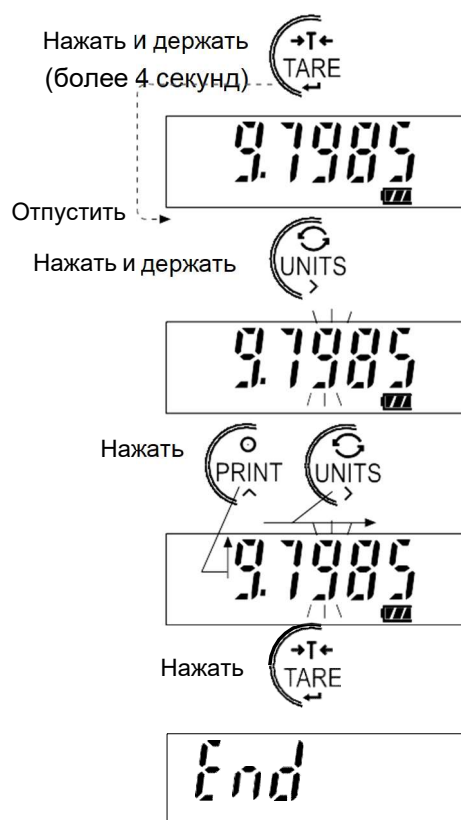 Нажать и держать
(более 4 секунд)
→T←
TARE
9.7985
Отпустить
Нажать и держать
UNITS
>
9.7985
Нажать
PRINT
^
UNITS
>
9.7985
Нажать
→T←
TARE
End